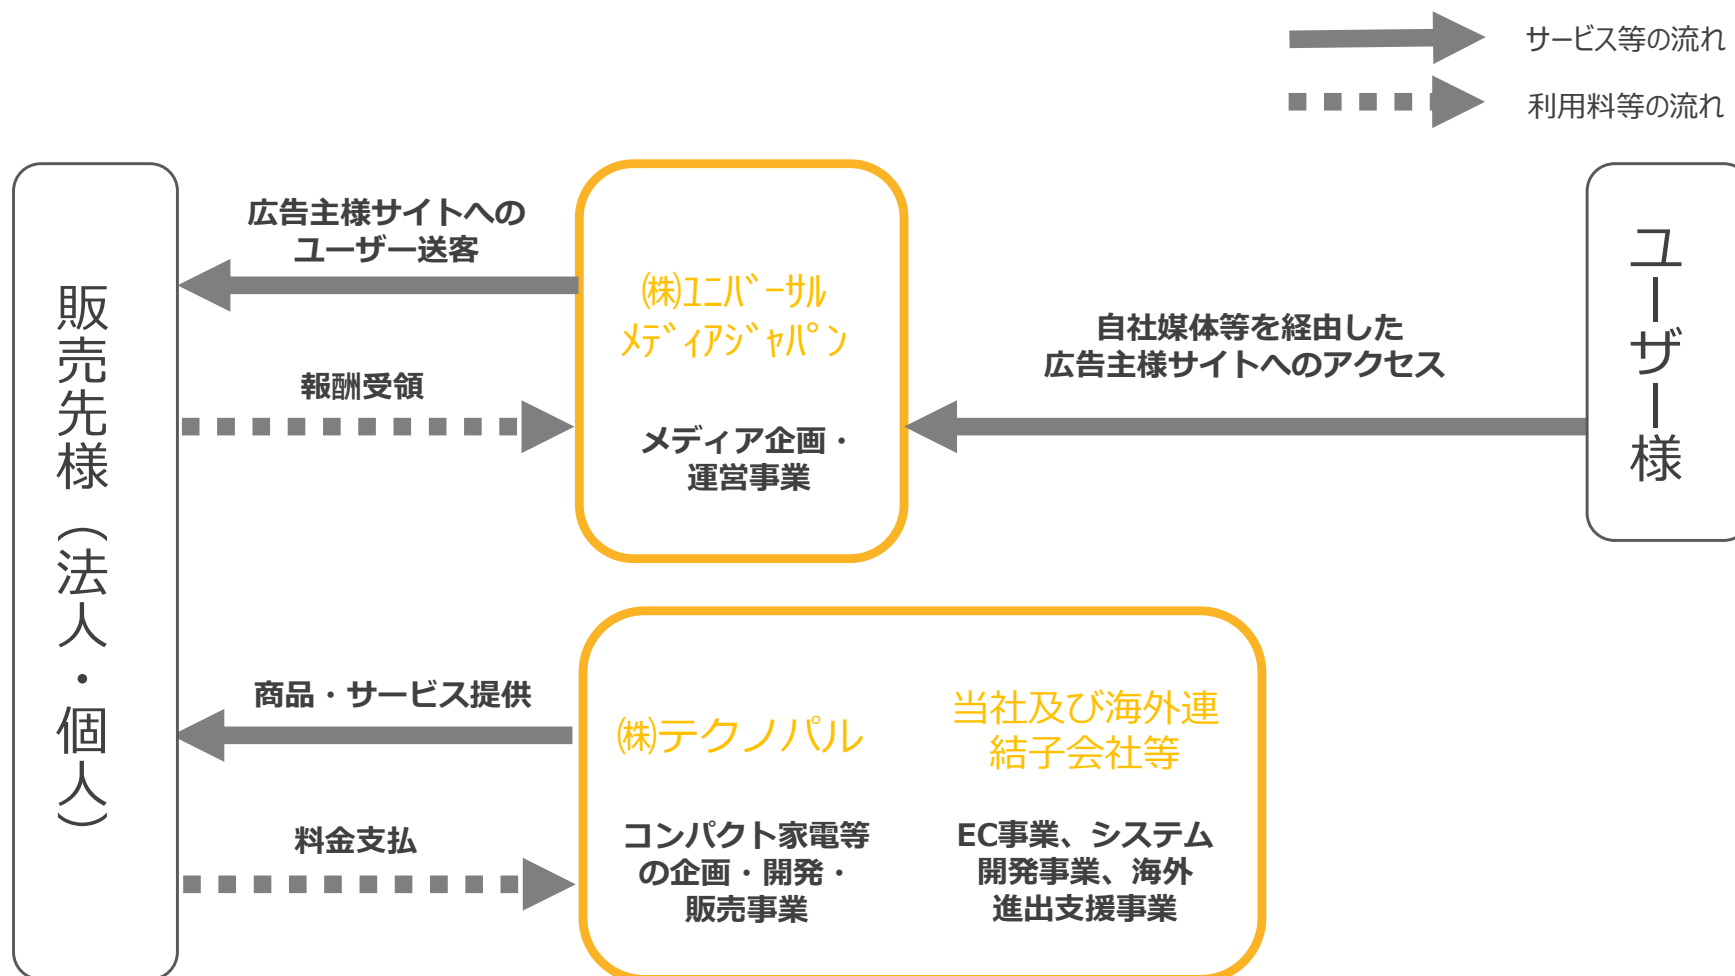 サービス等の流れ
利用料等の流れ
販売先様（法人・個人）
広告主様サイトへの
ユーザー送客
報酬受領
㈱ﾕﾆﾊﾞｰｻﾙ
ﾒﾃﾞｨｱｼﾞｬﾊﾟﾝ
メディア企画・
運営事業
自社媒体等を経由した
広告主様サイトへのアクセス
ユーザー様
商品・サービス提供
料金支払
㈱テクノパル
コンパクト家電等
の企画・開発・
販売事業
当社及び海外連
結子会社等
EC事業、システム
開発事業、海外
進出支援事業